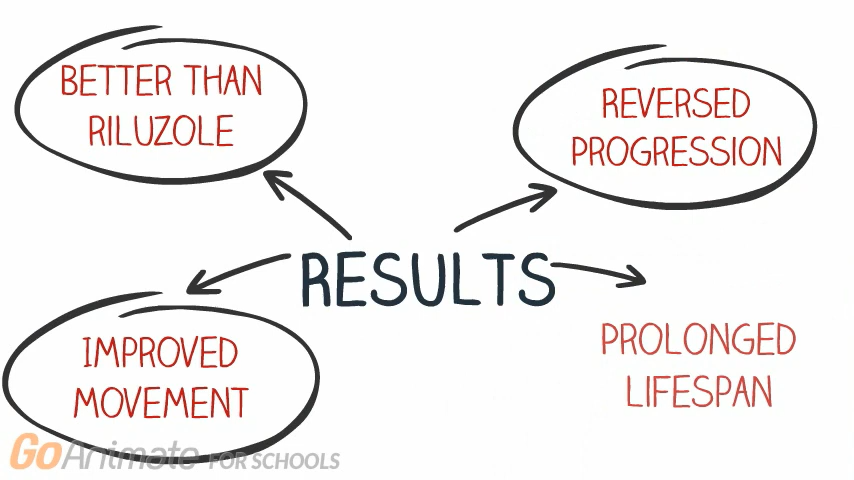 BETTER THAN
RILUZOLE
REVERSED
PROGRESSION
RESULTS
IMPROVED
MOVEMENT
PROLONGED
LIFESPAN
GoAnimate FOR SCHOOLS